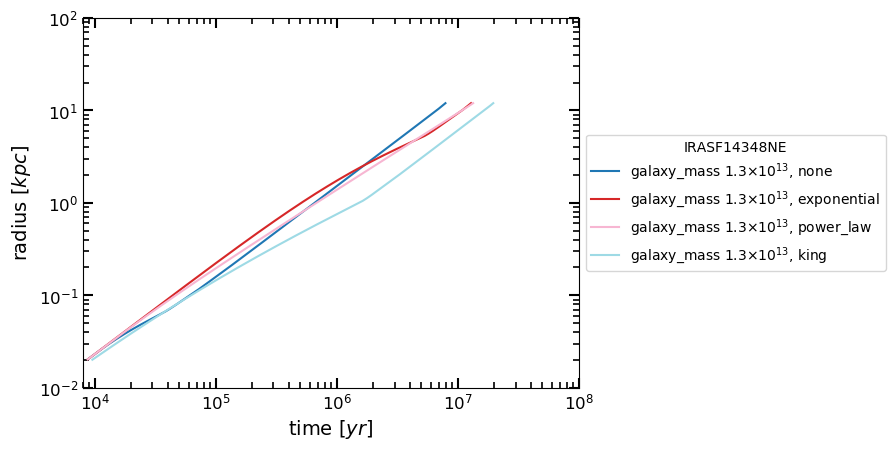 10²
10¹
10⁰
10⁻¹
10⁻²
radius [kpc]
10⁴ 10⁵ 10⁶ 10⁷ 10⁸
time [yr]
IRASF14348NE
galaxy_mass 1.3×10¹³, none
galaxy_mass 1.3×10¹³, exponential
galaxy_mass 1.3×10¹³, power_law
galaxy_mass 1.3×10¹³, king